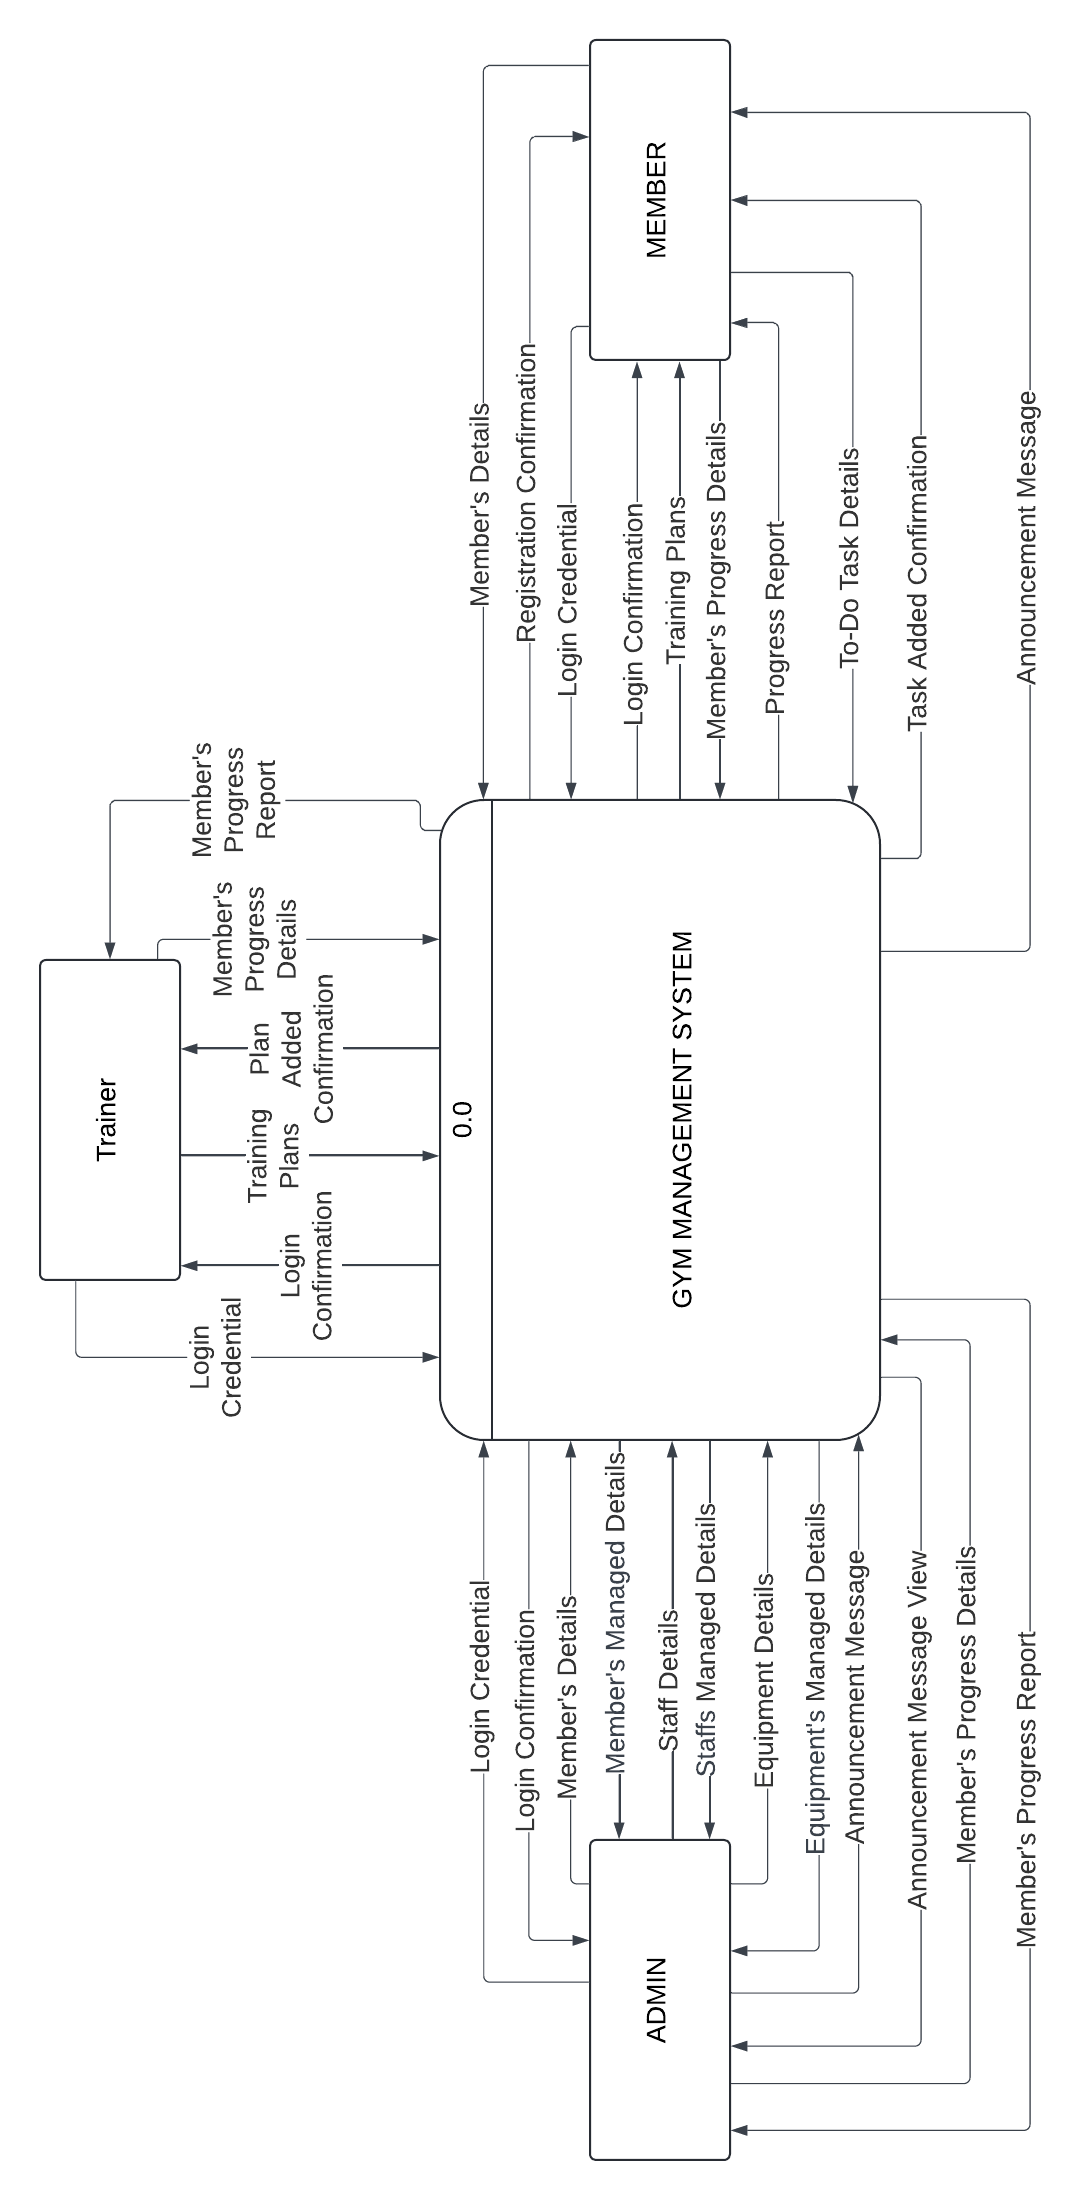 Trainer
Login
Credential
Login
Confirmation
Training
Plans
Plan
Added
Confirmation
Member's
Progress
Details
Member's
Progress
Report
0.0
GYM MANAGEMENT SYSTEM
ADMIN
Login Credential
Login Confirmation
Member's Details
Member's Managed Details
Staff Details
Staffs Managed Details
Equipment Details
Equipment's Managed Details
Announcement Message
Announcement Message View
Member's Progress Details
Member's Progress Report
MEMBER
Member's Details
Registration Confirmation
Login Credential
Login Confirmation
Training Plans
Member's Progress Details
Progress Report
To-Do Task Details
Task Added Confirmation
Announcement Message